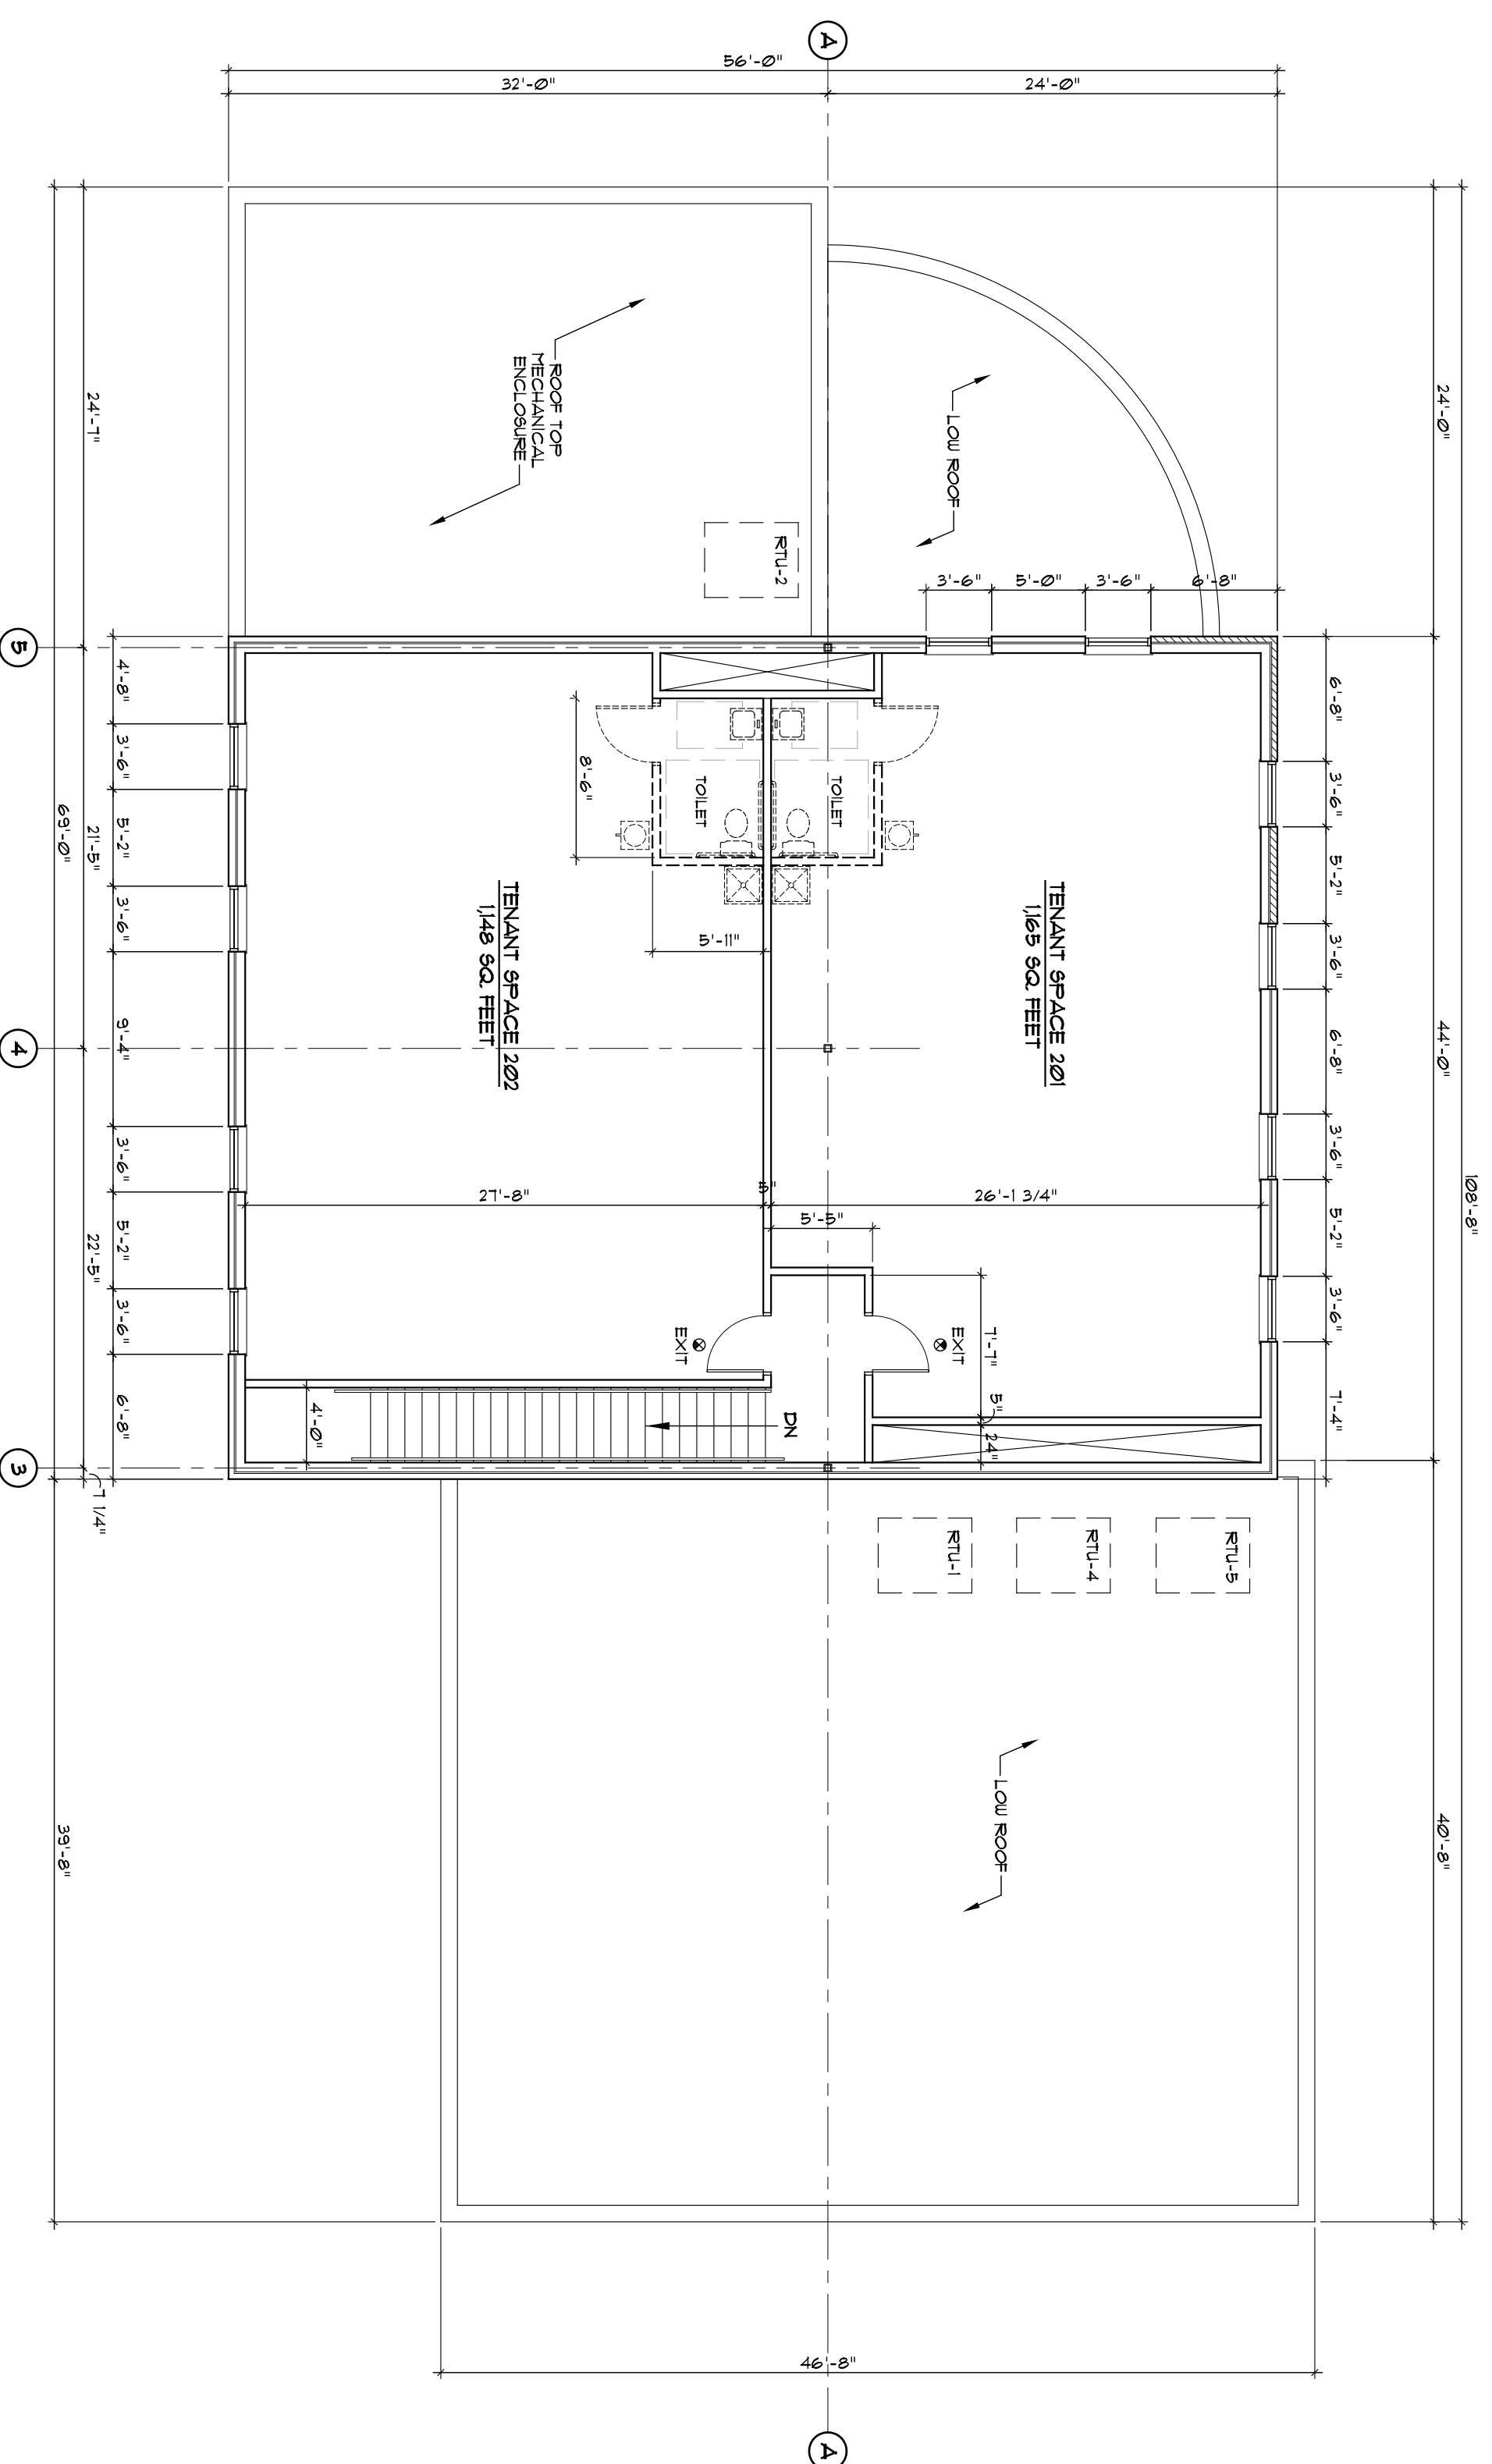 A
56'-0"
32'-0"
24'-0"
108'-8"
24'-0"
44'-0"
40'-8"
6'-8"
3'-6"
5'-2"
3'-6"
6'-8"
3'-6"
5'-2"
3'-6"
7'-4"
3'-6"
5'-0"
3'-6"
6'-8"
LOW ROOF
ROOF TOP
MECHANICAL
ENCLOSURE
RTU-2
TOILET
TOILET
8'-6"
5'-11"
TENANT SPACE 201
1,165 SQ. FEET
TENANT SPACE 202
1,148 SQ. FEET
27'-8"
5"
26'-1 3/4"
5'-5"
7'-7"
5"
24"
EXIT
EXIT
DN
4'-0"
RTU-5
RTU-4
RTU-1
LOW ROOF
4'-8"
3'-6"
5'-2"
3'-6"
9'-4"
3'-6"
5'-2"
3'-6"
6'-8"
24'-7"
21'-5"
22'-5"
7 1/4"
69'-0"
39'-8"
5
4
3
46'-8"
A